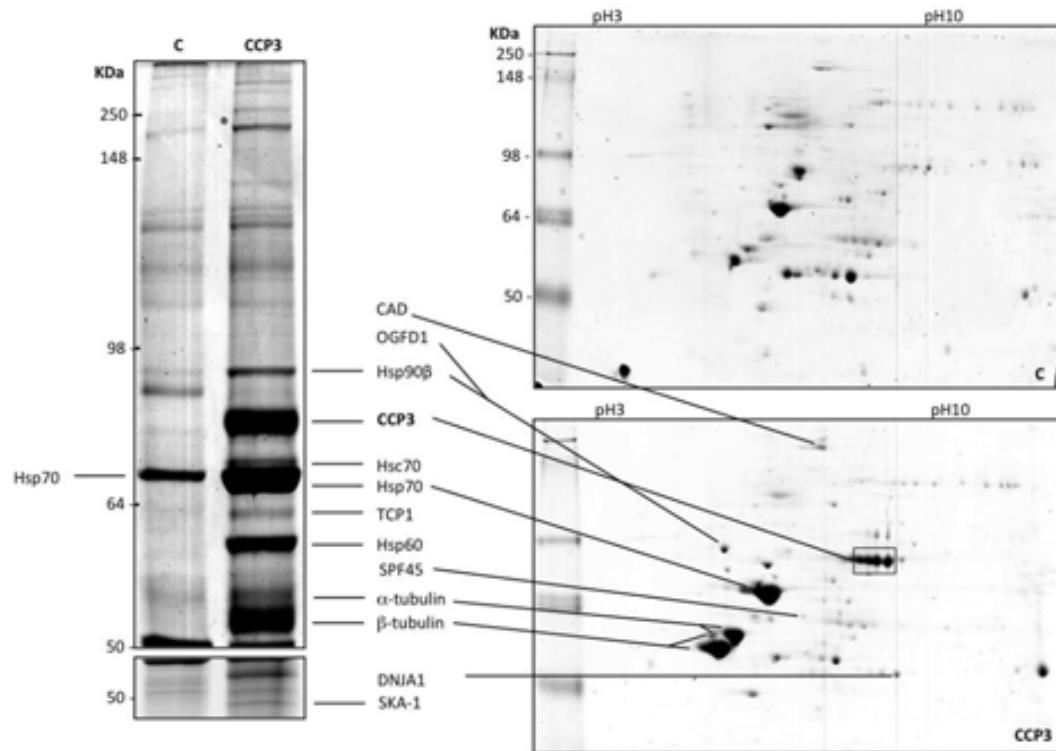 C CCP3
KDa
250
148
98
64
50
50
Hsp70
CAD
OGFD1
Hsp90β
CCP3
Hsc70
Hsp70
TCP1
Hsp60
SPF45
α-tubulin
β-tubulin
DNJA1
SKA-1
pH3 pH10
KDa
250
148
98
64
50
C
pH3 pH10
CCP3